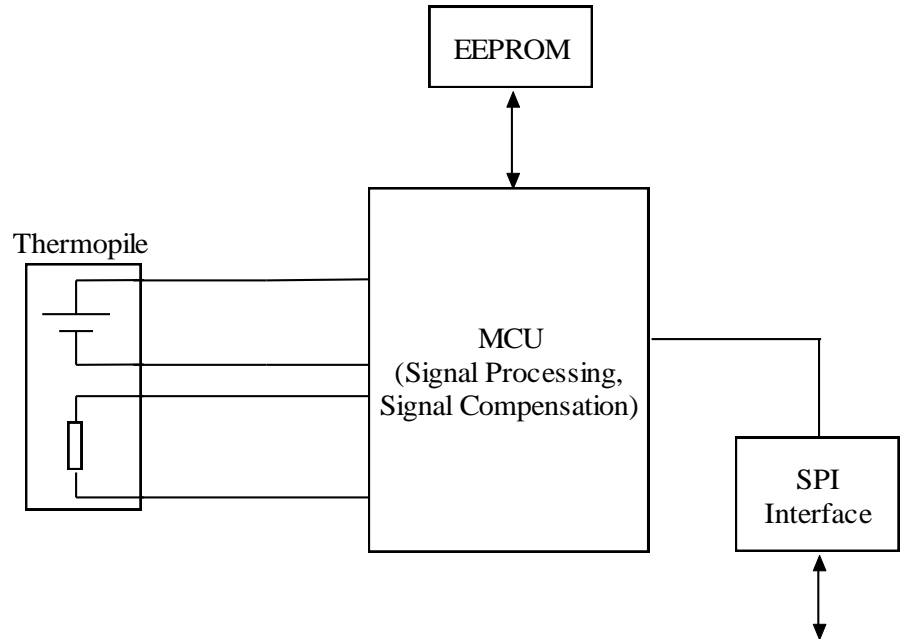 EEPROM
Thermopile
MCU
(Signal Processing,
Signal Compensation)
SPI
Interface